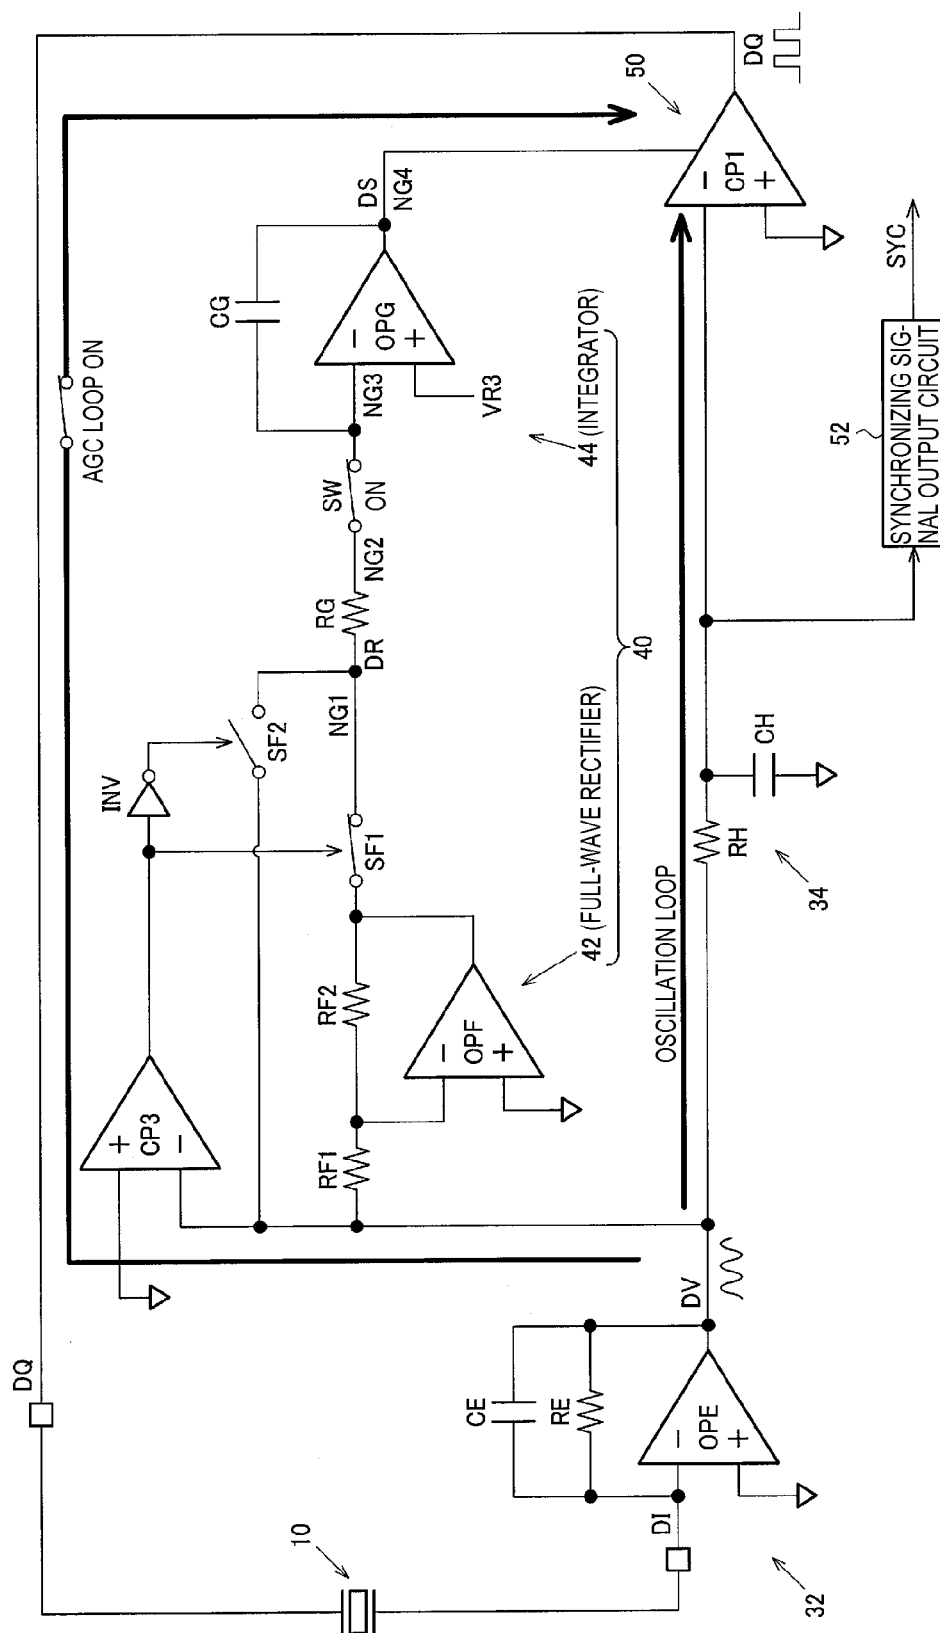 DQ
10
DI
32
CE
RE
−
OPE
+
DV
AGC LOOP ON
+
CP3
−
INV
SF2
RF1
RF2
−
OPF
+
SF1
NG1
DR
RG
NG2
SW
ON
NG3
CG
−
OPG
+
VR3
DS
NG4
42 (FULL-WAVE RECTIFIER)
44 (INTEGRATOR)
40
OSCILLATION LOOP
RH
34
CH
−
CP1
+
50
DQ
52
SYNCHRONIZING SIG-
NAL OUTPUT CIRCUIT
SYC